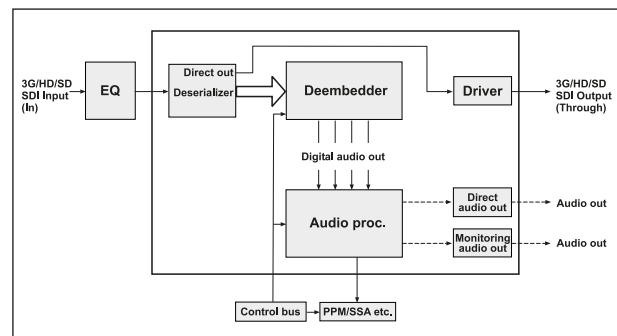 3G/HD/SD
SDI Input
(In)
EQ
Direct out
Deserializer
Deembedder
Driver
3G/HD/SD
SDI Output
(Through)
Digital audio out
Audio proc.
Direct
audio out
Audio out
Monitoring
audio out
Audio out
Control bus
PPM/SSA etc.